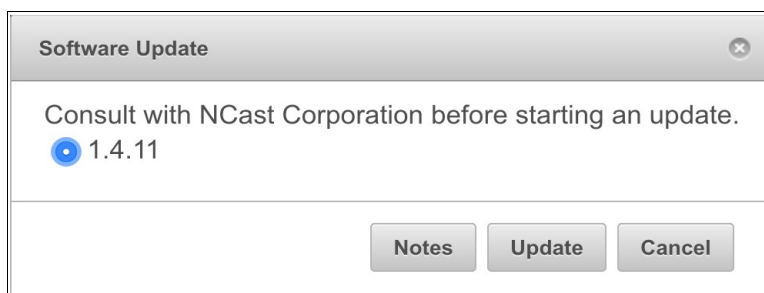 Software Update
Consult with NCast Corporation before starting an update.
1.4.11
Notes Update Cancel